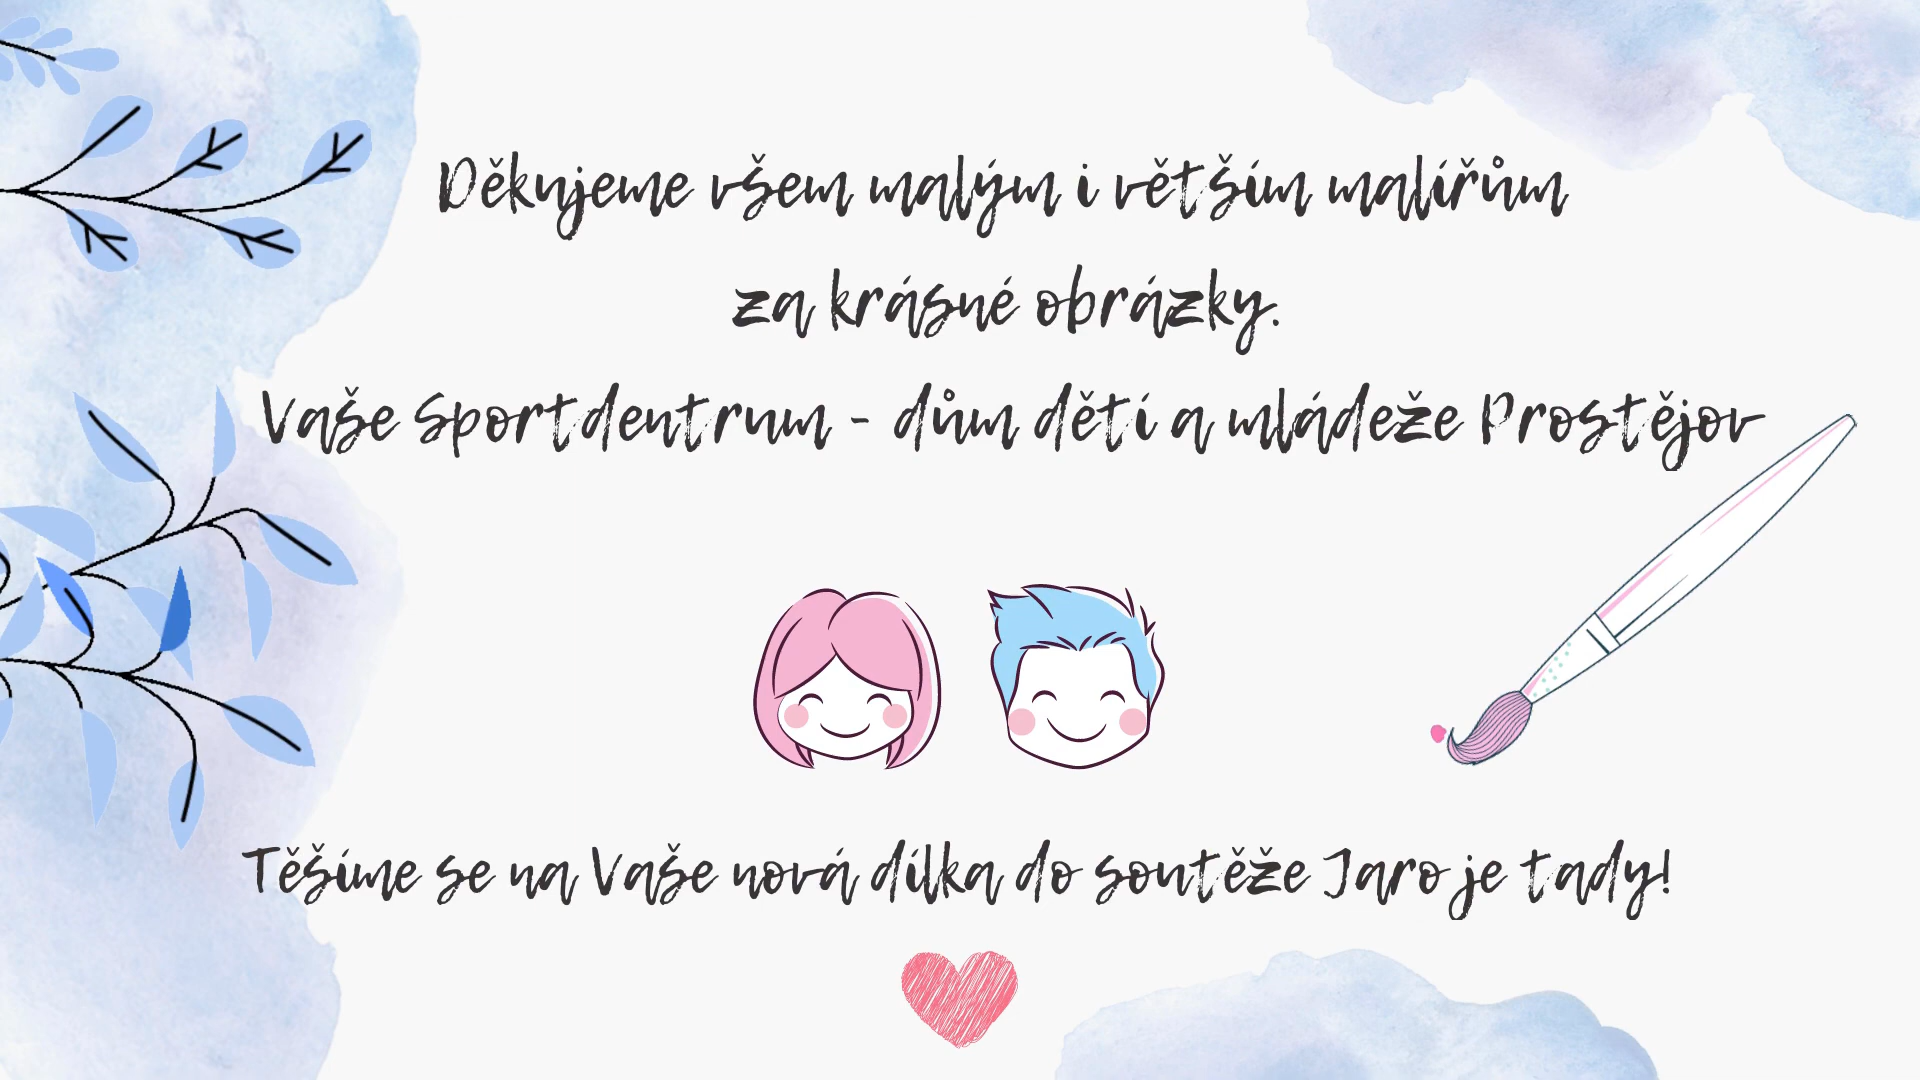 Děkujeme všem malým i větším malířům
za krásné obrázky.
Vaše Sportdentrum - dům dětí a mládeže Prostějov
Těšíme se na Vaše nová dílka do soutěže Jaro je tady!